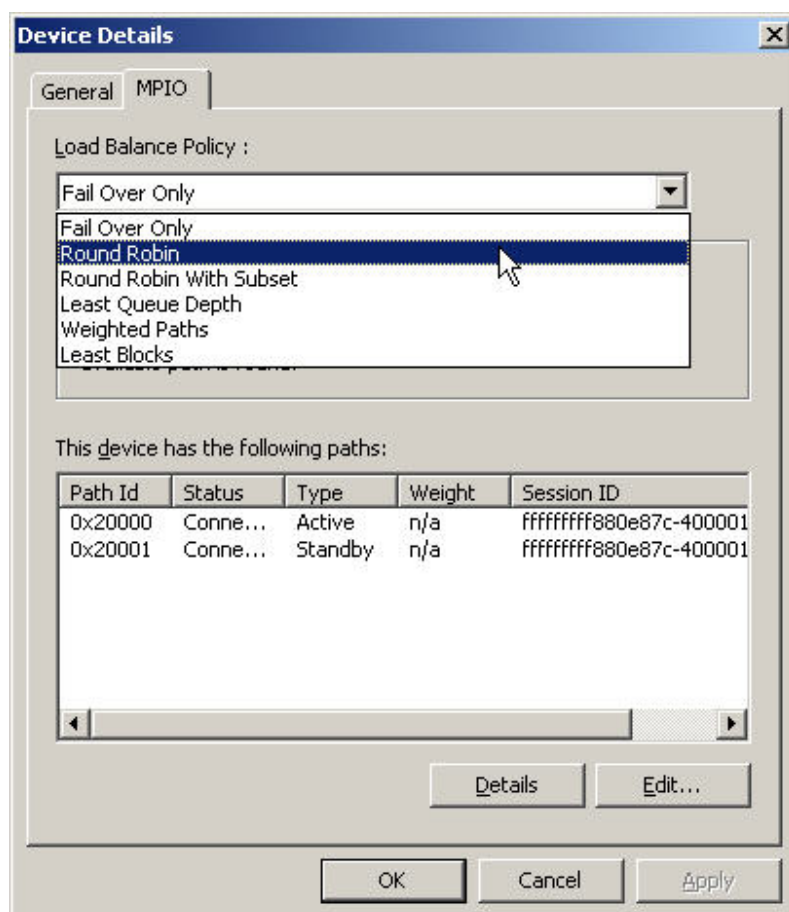 Device Details
General MPIO
Load Balance Policy :
Fail Over Only
Fail Over Only
Round Robin
Round Robin With Subset
Least Queue Depth
Weighted Paths
Least Blocks
This device has the following paths:
Path Id Status Type Weight Session ID
0x20000 Conne... Active n/a fffffffff880e87c-400001
0x20001 Conne... Standby n/a fffffffff880e87c-400001
Details Edit...
OK Cancel Apply